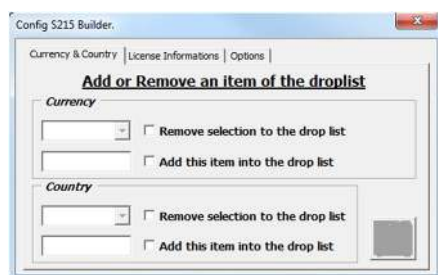 Config S215 Builder.
Currency & Country License Informations Options
Add or Remove an item of the droplist
Currency
Remove selection to the drop list
Add this item into the drop list
Country
Remove selection to the drop list
Add this item into the drop list